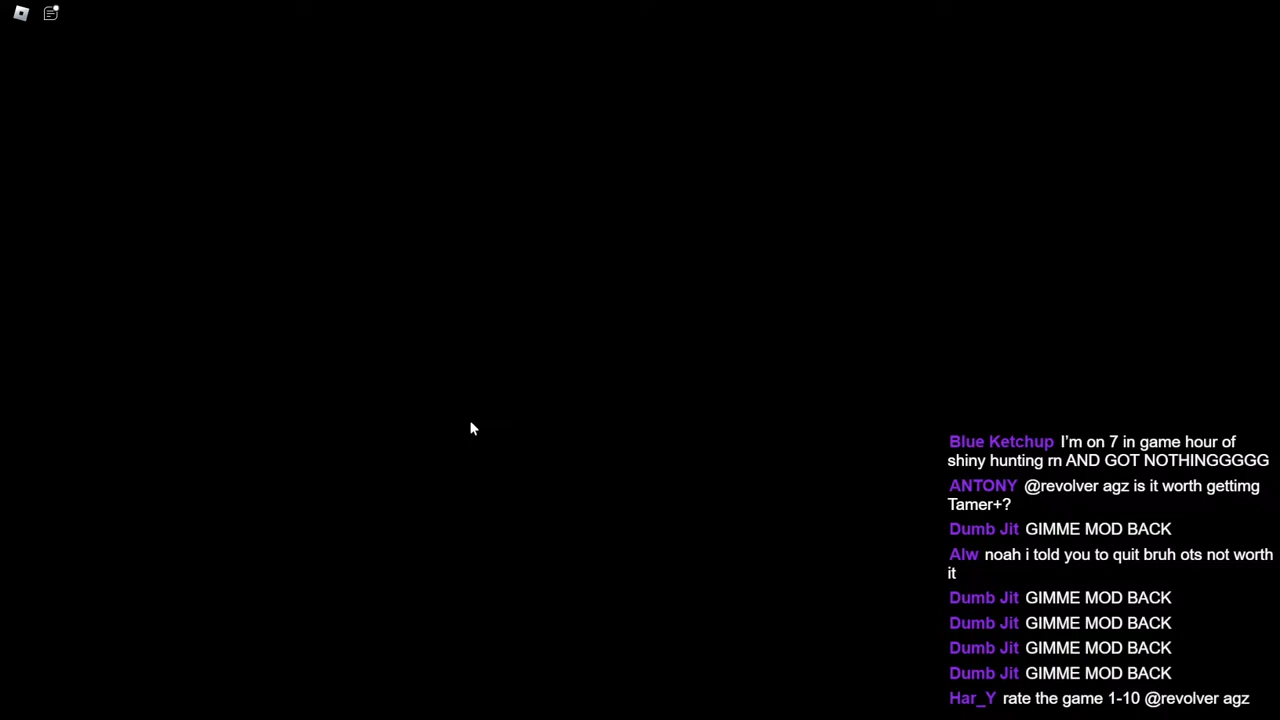 Blue Ketchup I'm on 7 in game hour of
shiny hunting rn AND GOT NOTHINGGGGG
ANTONY @revolver agz is it worth gettimg
Tamer+?
Dumb Jit GIMME MOD BACK
Alw noah i told you to quit bruh ots not worth
it
Dumb Jit GIMME MOD BACK
Dumb Jit GIMME MOD BACK
Dumb Jit GIMME MOD BACK
Dumb Jit GIMME MOD BACK
Har_Y rate the game 1-10 @revolver agz